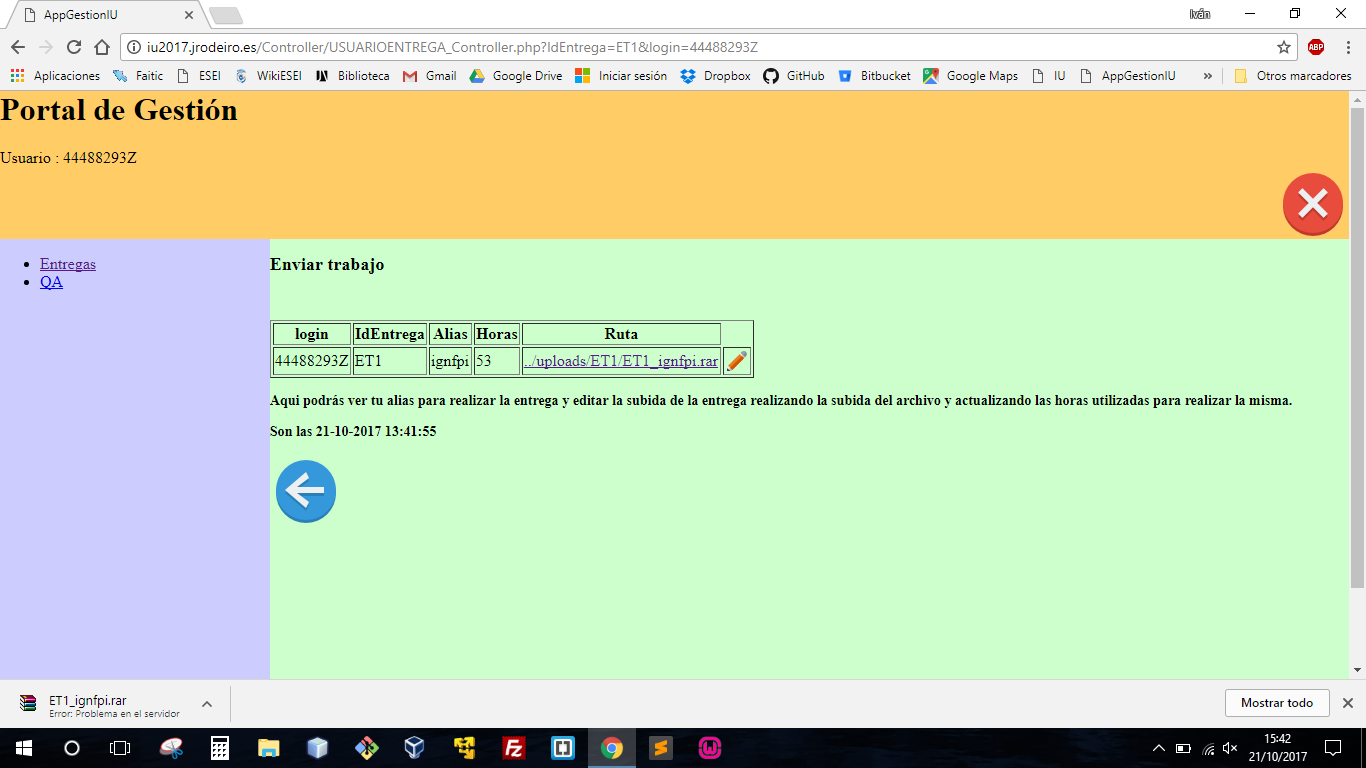 AppGestionIU
Iván
iu2017.jrodeiro.es/Controller/USUARIOENTREGA_Controller.php?IdEntrega=ET1&login=44488293Z
ABP
Aplicaciones Faitic ESEI WikiESEI Biblioteca Gmail Google Drive Iniciar sesión Dropbox GitHub Bitbucket Google Maps IU AppGestionIU » Otros marcadores
Portal de Gestión
Usuario : 44488293Z
Entregas
QA
Enviar trabajo
login IdEntrega Alias Horas Ruta
44488293Z ET1 ignfpi 53 ../uploads/ET1/ET1_ignfpi.rar
Aqui podrás ver tu alias para realizar la entrega y editar la subida de la entrega realizando la subida del archivo y actualizando las horas utilizadas para realizar la misma.
Son las 21-10-2017 13:41:55
ET1_ignfpi.rar
Error: Problema en el servidor
Mostrar todo
15:42
21/10/2017